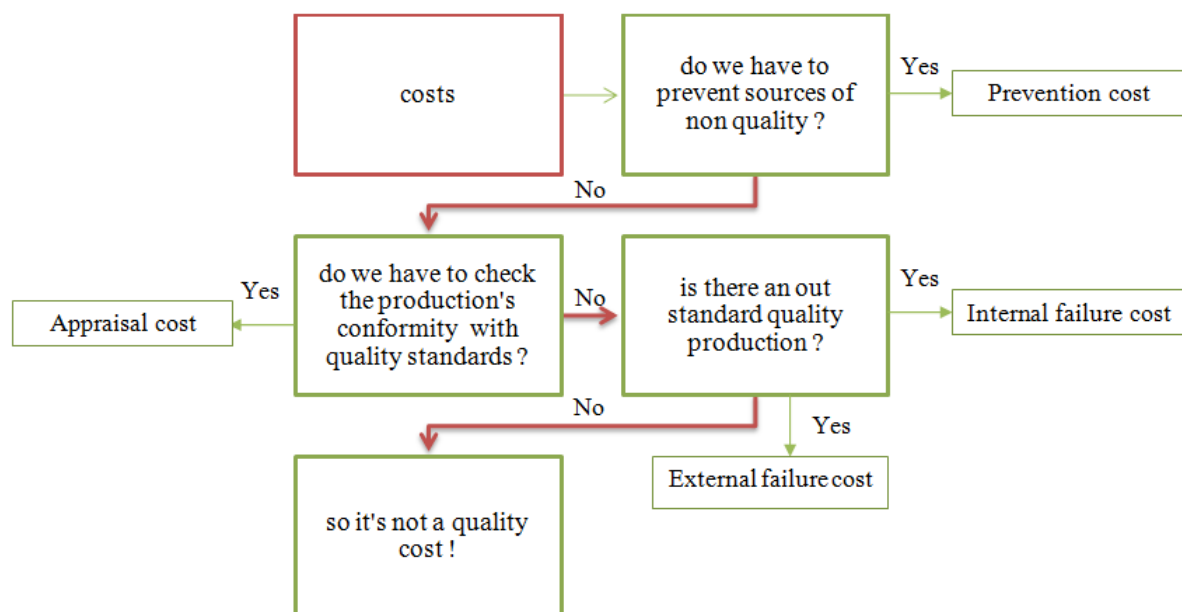 costs
do we have to
prevent sources of
non quality ?
Yes
Prevention cost
No
do we have to check
the production's
conformity with
quality standards ?
Yes
Appraisal cost
No
is there an out
standard quality
production ?
Yes
Internal failure cost
No
Yes
External failure cost
so it's not a quality
cost !